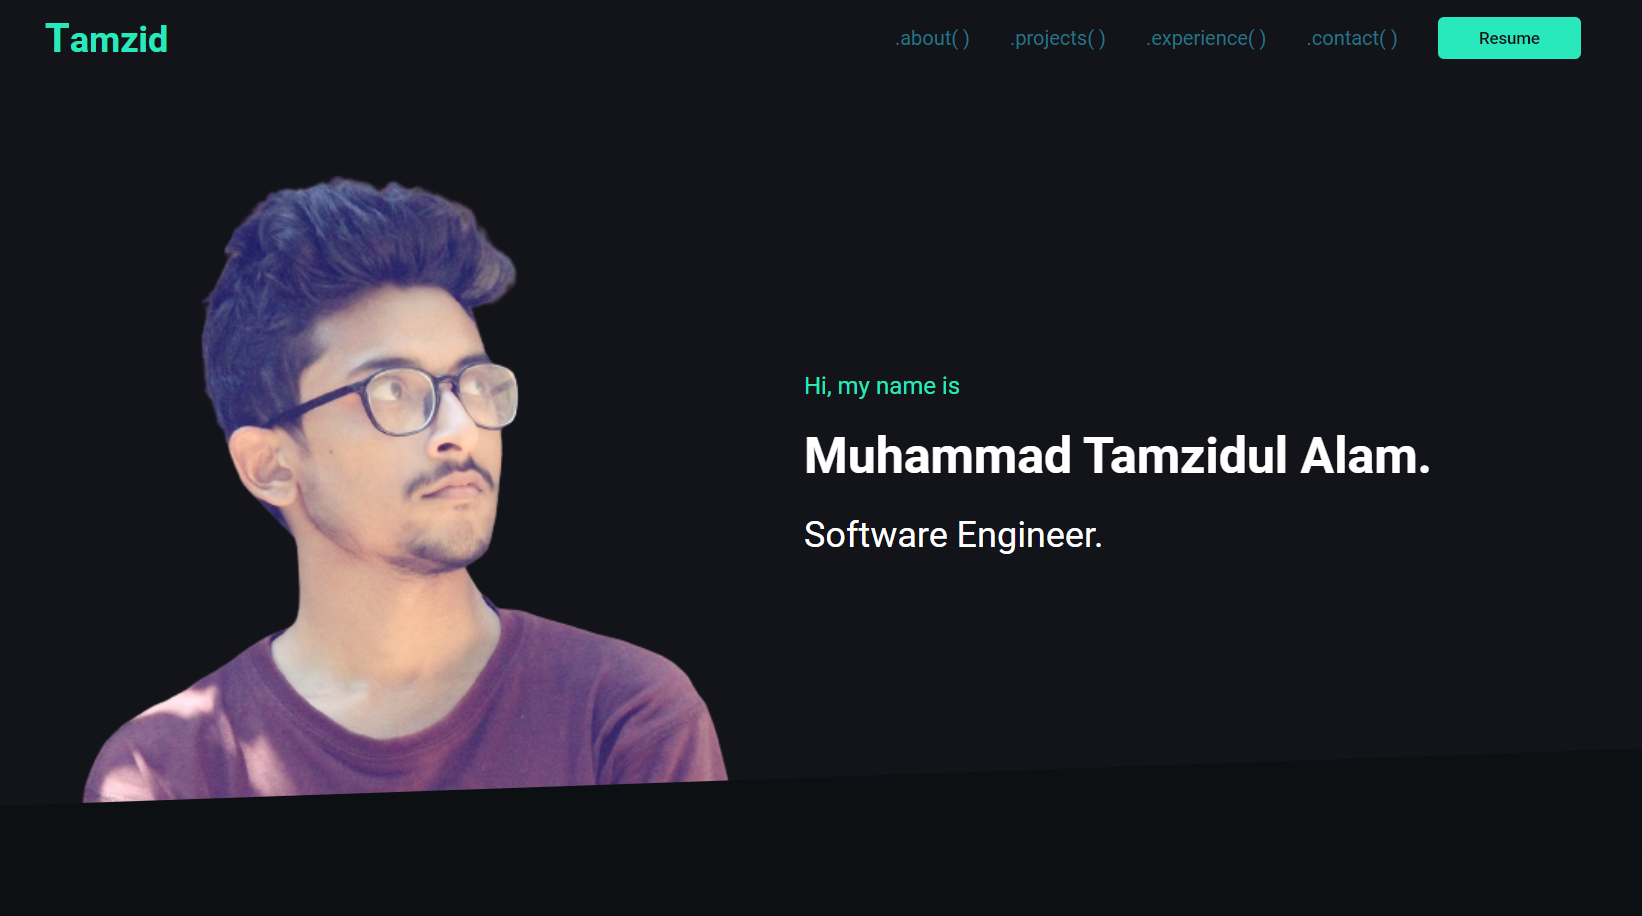 Tamzid
.about( )
.projects( )
.experience( )
.contact( )
Resume
Hi, my name is
Muhammad Tamzidul Alam.
Software Engineer.